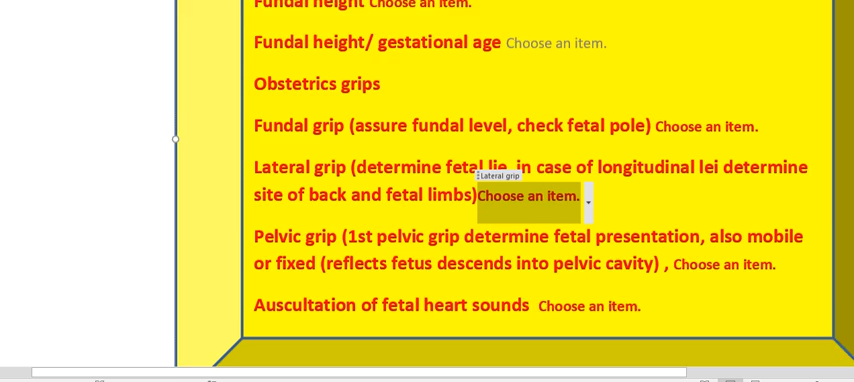 Fundal height Choose an item.
Fundal height/ gestational age Choose an item.
Obstetrics grips
Fundal grip (assure fundal level, check fetal pole) Choose an item.
Lateral grip (determine fetal lie, in case of longitudinal lei determine
Lateral grip
site of back and fetal limbs)Choose an item.
Pelvic grip (1st pelvic grip determine fetal presentation, also mobile
or fixed (reflects fetus descends into pelvic cavity) , Choose an item.
Auscultation of fetal heart sounds Choose an item.